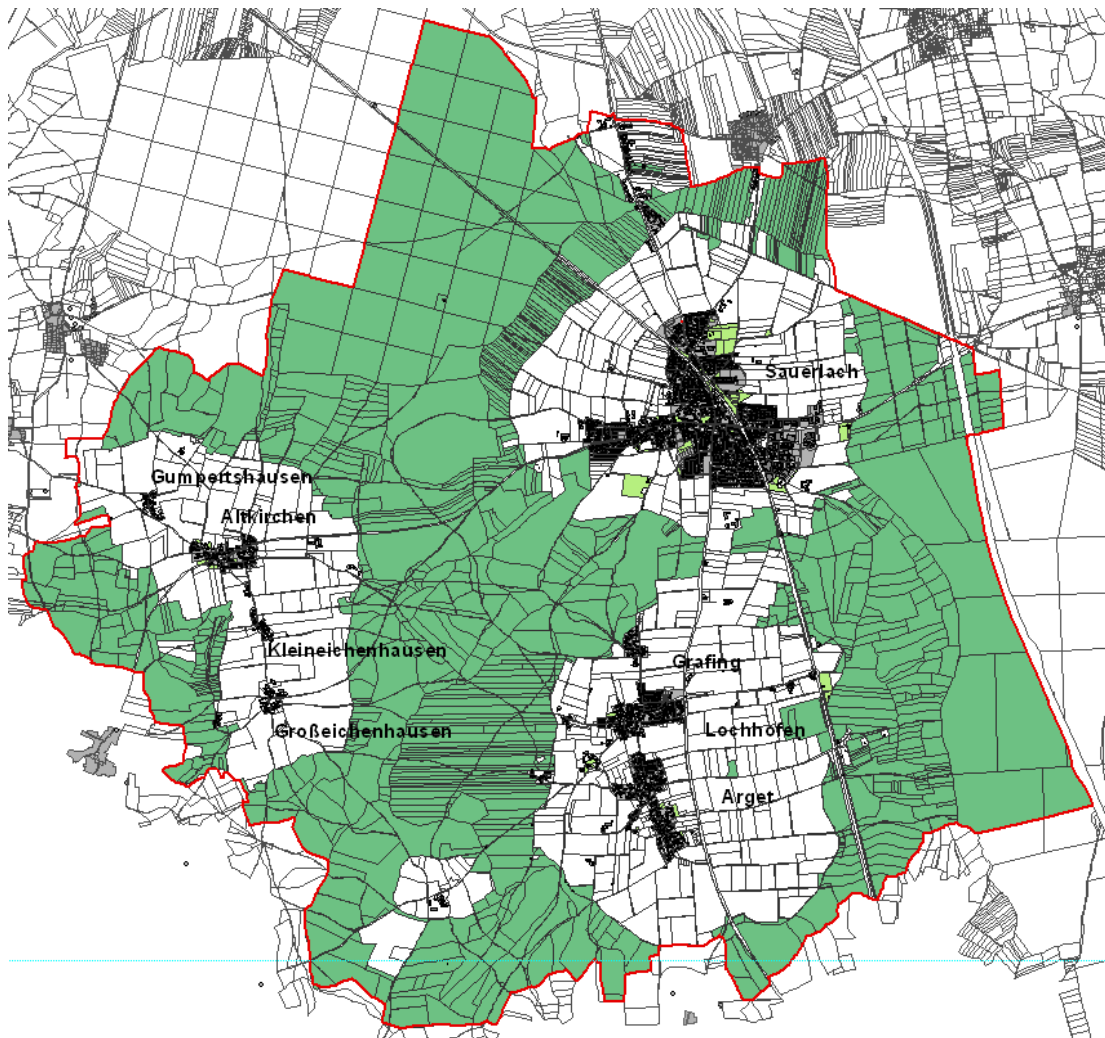 Sauerlach
Gumpertshausen
Altkirchen
Kleineichenhausen
Grafing
Großeichenhausen
Lochhofen
Arget